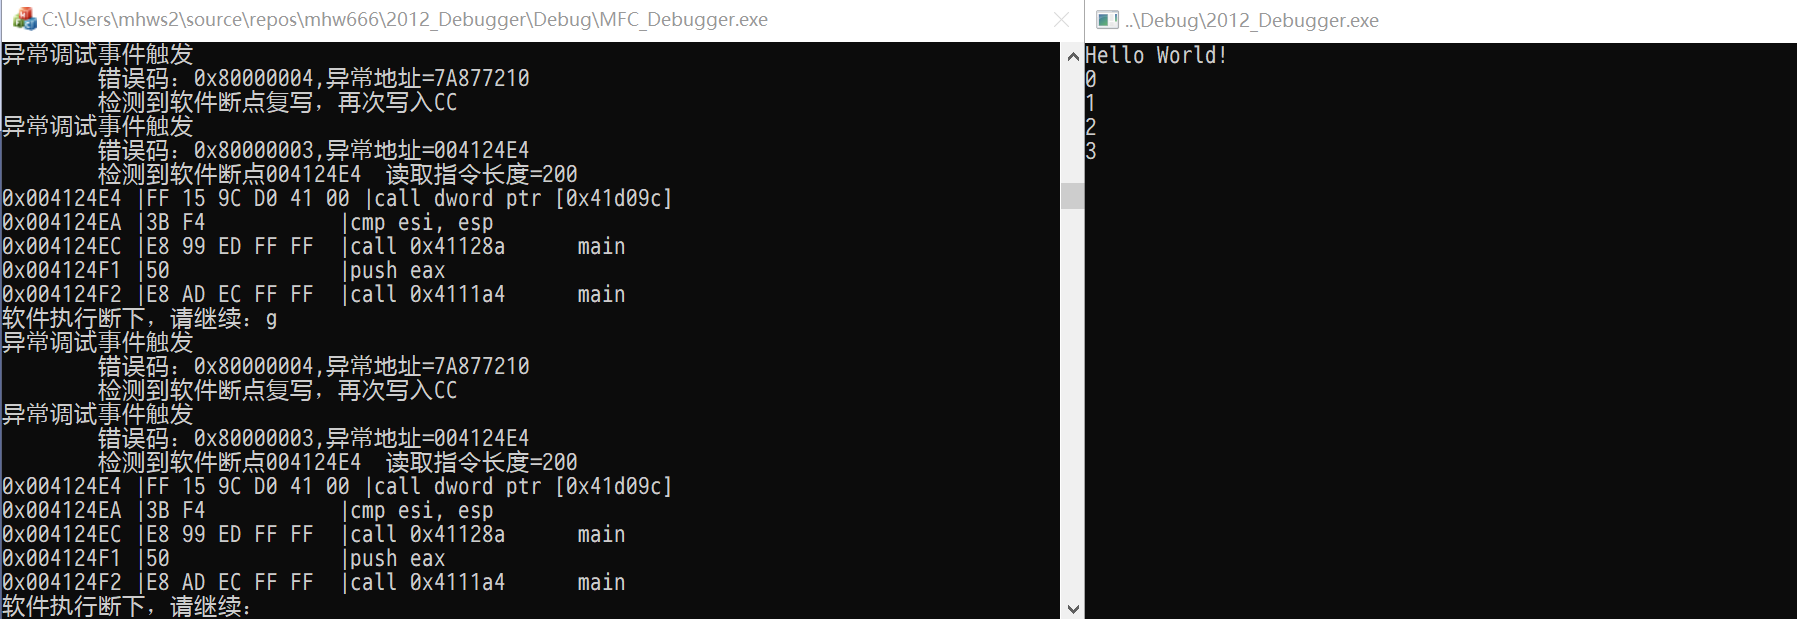 C:\Users\mhws2\source\repos\mhw666\2012_Debugger\Debug\MFC_Debugger.exe
异常调试事件触发
错误码：0x80000004,异常地址=7A877210
检测到软件断点复写，再次写入CC
异常调试事件触发
错误码：0x80000003,异常地址=004124E4
检测到软件断点004124E4  读取指令长度=200
0x004124E4 |FF 15 9C D0 41 00 |call dword ptr [0x41d09c]
0x004124EA |3B F4             |cmp esi, esp
0x004124EC |E8 99 ED FF FF  |call 0x41128a      main
0x004124F1 |50              |push eax
0x004124F2 |E8 AD EC FF FF  |call 0x4111a4      main
软件执行断下，请继续：g
异常调试事件触发
错误码：0x80000004,异常地址=7A877210
检测到软件断点复写，再次写入CC
异常调试事件触发
错误码：0x80000003,异常地址=004124E4
检测到软件断点004124E4  读取指令长度=200
0x004124E4 |FF 15 9C D0 41 00 |call dword ptr [0x41d09c]
0x004124EA |3B F4           |cmp esi, esp
0x004124EC |E8 99 ED FF FF  |call 0x41128a      main
0x004124F1 |50              |push eax
0x004124F2 |E8 AD EC FF FF  |call 0x4111a4      main
软件执行断下，请继续：
..\Debug\2012_Debugger.exe
Hello World!
0
1
2
3